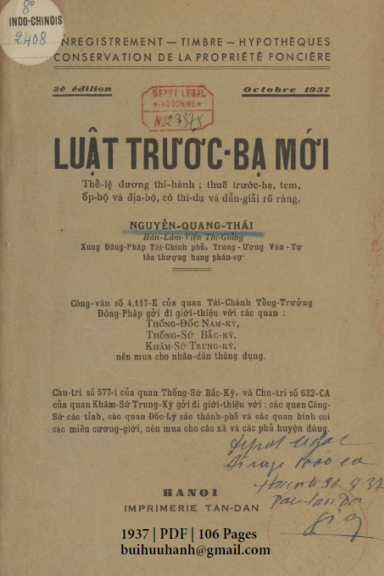 8°
INDO-CHINOIS
2408
ENREGISTREMENT — TIMBRE — HYPOTHÈQUES
CONSERVATION DE LA PROPRIÉTÉ FONCIÈRE
2è édition
Octobre 1937
DEPOT LEGAL
INDOCHINE
LUẬT TRƯỚC-BẠ MỚI
Thể-lệ đương thi-hành ; thuế trước-bạ, tem,
ốp-bộ và địa-bộ, có thí-dụ và dẫn-giải rõ ràng.
NGUYỄN-QUANG-THÁI
Hàn-Lâm-Viện Thị-Giảng
Xung Đông-Pháp Tài-Chính phủ, Trung-Ương Văn-Tự
tòa thượng hạng phán-sự
Công-văn số 4.117-E của quan Tài-Chánh Tổng-Trưởng
Đông-Pháp gửi đi giới-thiệu với các quan :
THỐNG-ĐỐC NAM-KỲ,
THỐNG-SỨ BẮC-KỲ,
KHÂM-SỨ TRUNG-KỲ,
nên mua cho nhân-dân thông dụng.
Chu-tri số 577-i của quan Thống-Sứ Bắc-Kỳ, và Chu-tri số 632-CA
của quan Khâm-Sứ Trung-Kỳ gửi đi giới-thiệu với : các quan Công-
Sứ các tỉnh, các quan Đốc-Lý các thành-phố và các quan binh coi
các miền cương-giới, nên mua cho các xã và các phủ huyện dùng.
HANOI
IMPRIMERIE TAN-DAN
1937 | PDF | 106 Pages
buihuuhanh@gmail.com